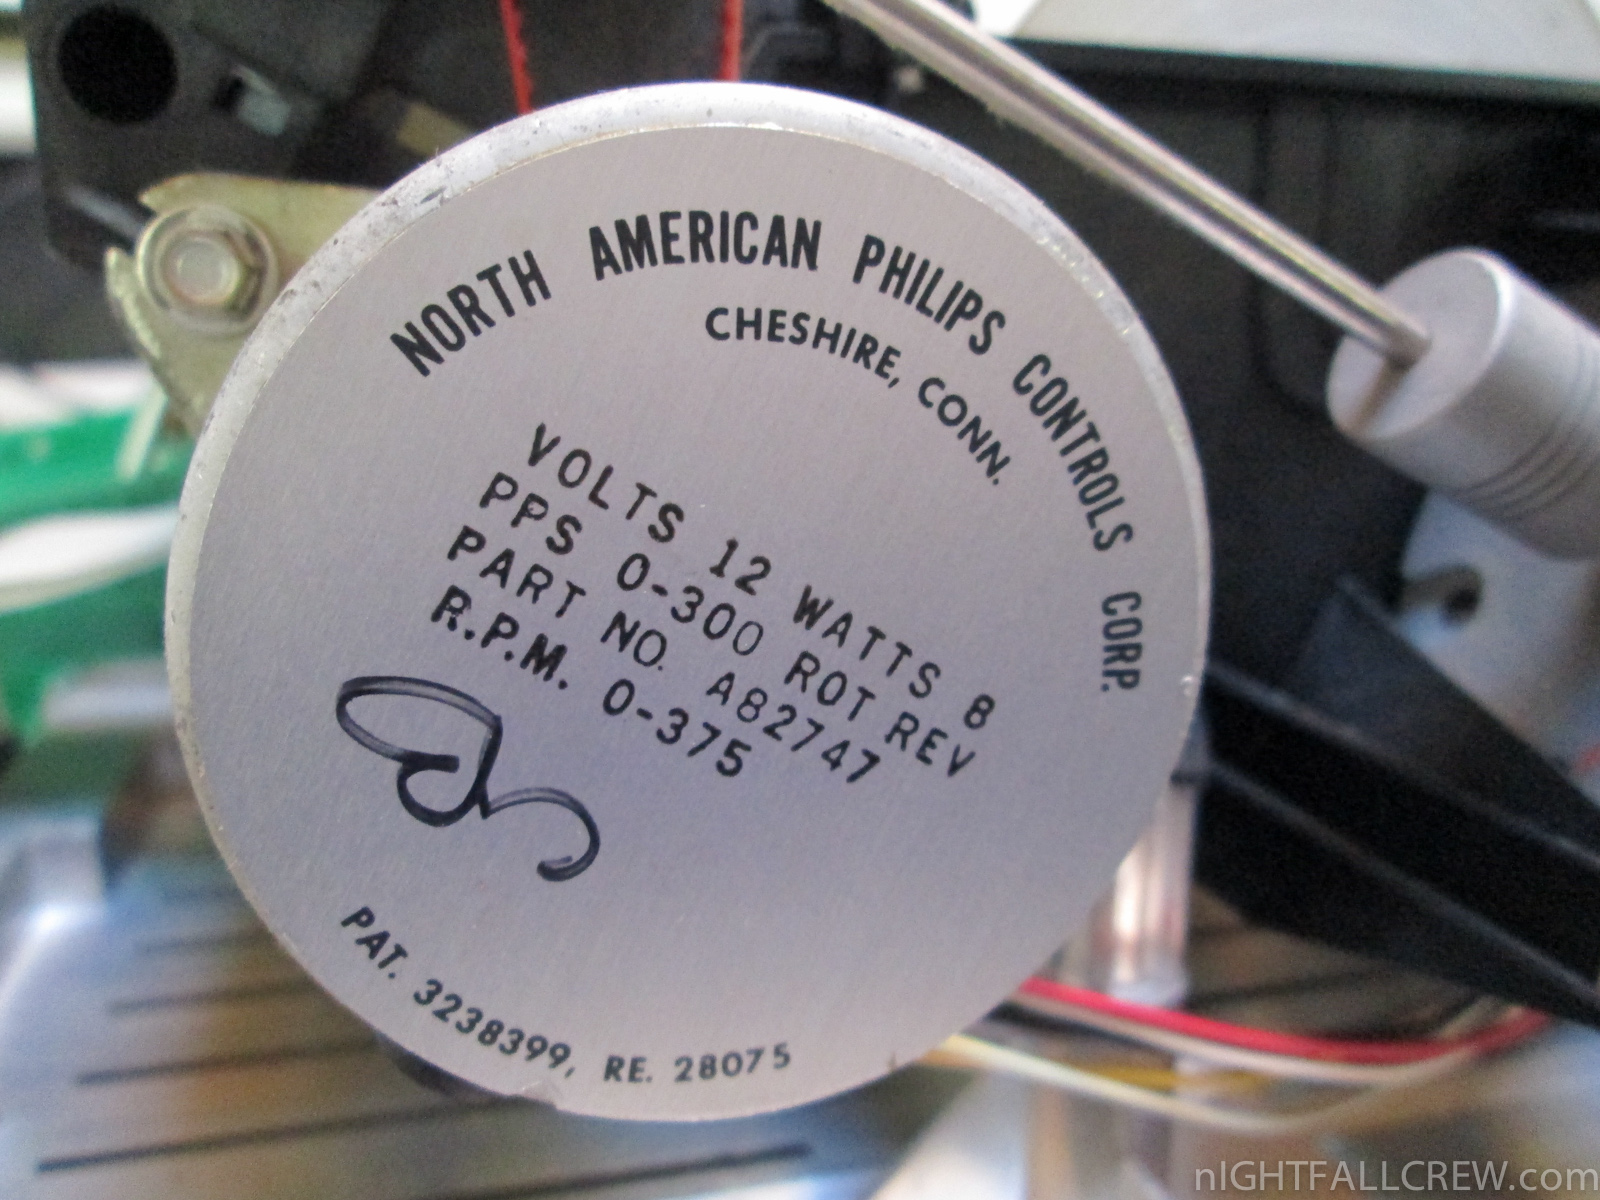 NORTH AMERICAN PHILIPS CONTROLS CORP.
CHESHIRE, CONN.
VOLTS 12 WATTS 8
PPS 0-300 ROT REV
PART NO. A82747
R.P.M. 0-375
PAT. 3238399, RE. 28075
nIGHTFALLCREW.com